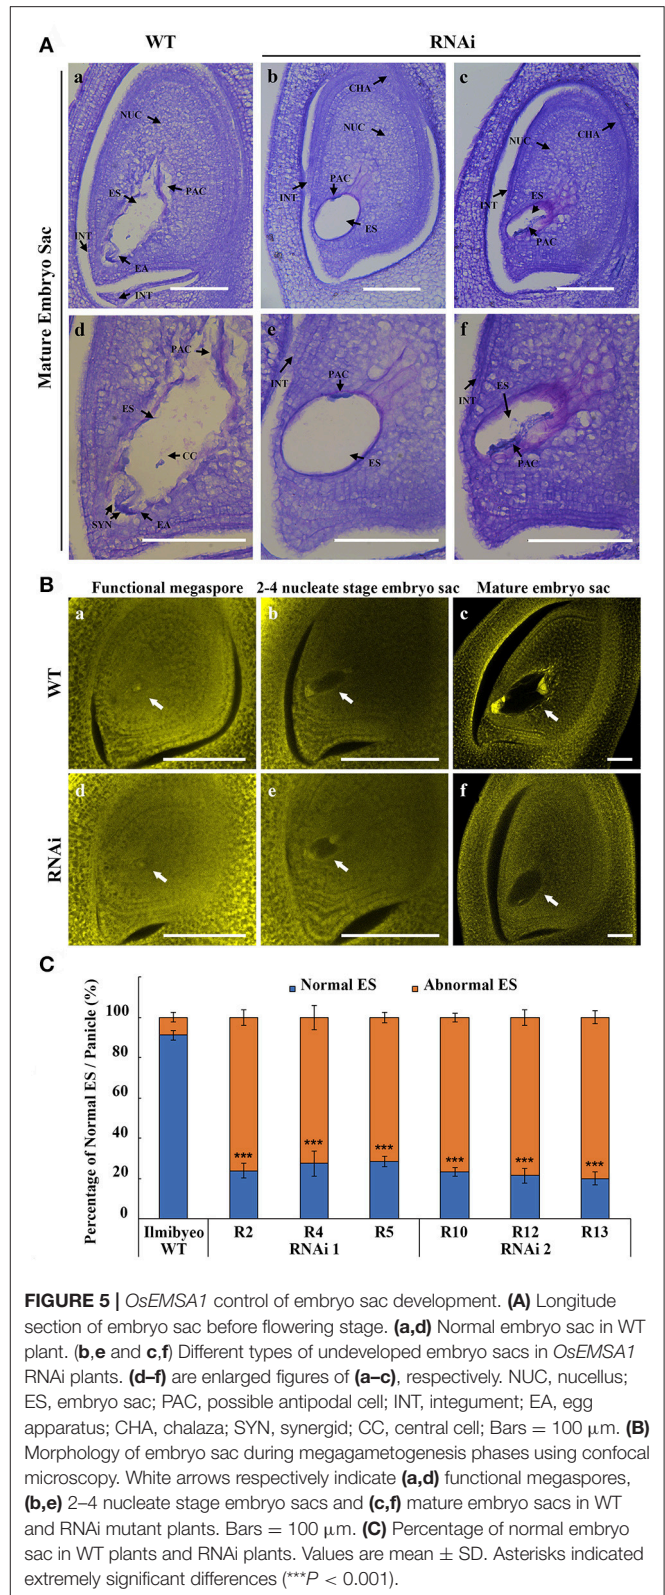 A
WT
RNAi
Mature Embryo Sac
a
NUC
ES
PAC
INT
EA
INT
b
CHA
NUC
PAC
INT
ES
c
CHA
NUC
ES
INT
PAC
d
PAC
ES
CC
SYN
EA
e
INT
PAC
ES
f
ES
INT
PAC
B
Functional megaspore
2-4 nucleate stage embryo sac
Mature embryo sac
WT
a
b
c
RNAi
d
e
f
C
Normal ES
Abnormal ES
Percentage of Normal ES / Panicle (%)
100
80
60
40
20
0
***
***
***
***
***
***
Ilmibyeo
WT
R2
R4
R5
R10
R12
R13
RNAi 1
RNAi 2
FIGURE 5 | OsEMSA1 control of embryo sac development. (A) Longitude
section of embryo sac before flowering stage. (a,d) Normal embryo sac in WT
plant. (b,e and c,f) Different types of undeveloped embryo sacs in OsEMSA1
RNAi plants. (d–f) are enlarged figures of (a–c), respectively. NUC, nucellus;
ES, embryo sac; PAC, possible antipodal cell; INT, integument; EA, egg
apparatus; CHA, chalaza; SYN, synergid; CC, central cell; Bars = 100 μm. (B)
Morphology of embryo sac during megagametogenesis phases using confocal
microscopy. White arrows respectively indicate (a,d) functional megaspores,
(b,e) 2–4 nucleate stage embryo sacs and (c,f) mature embryo sacs in WT
and RNAi mutant plants. Bars = 100 μm. (C) Percentage of normal embryo
sac in WT plants and RNAi plants. Values are mean ± SD. Asterisks indicated
extremely significant differences (***P < 0.001).